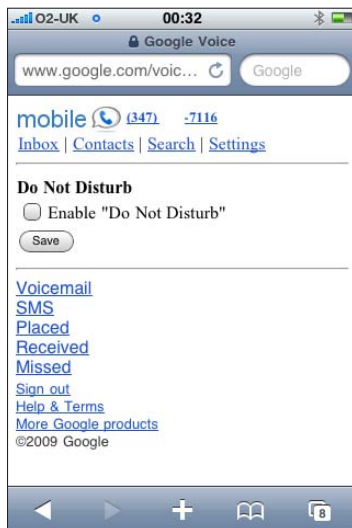 O2-UK 00:32
Google Voice
www.google.com/voic... Google
mobile (347) -7116
Inbox | Contacts | Search | Settings
Do Not Disturb
Enable "Do Not Disturb"
Save
Voicemail
SMS
Placed
Received
Missed
Sign out
Help & Terms
More Google products
©2009 Google
8